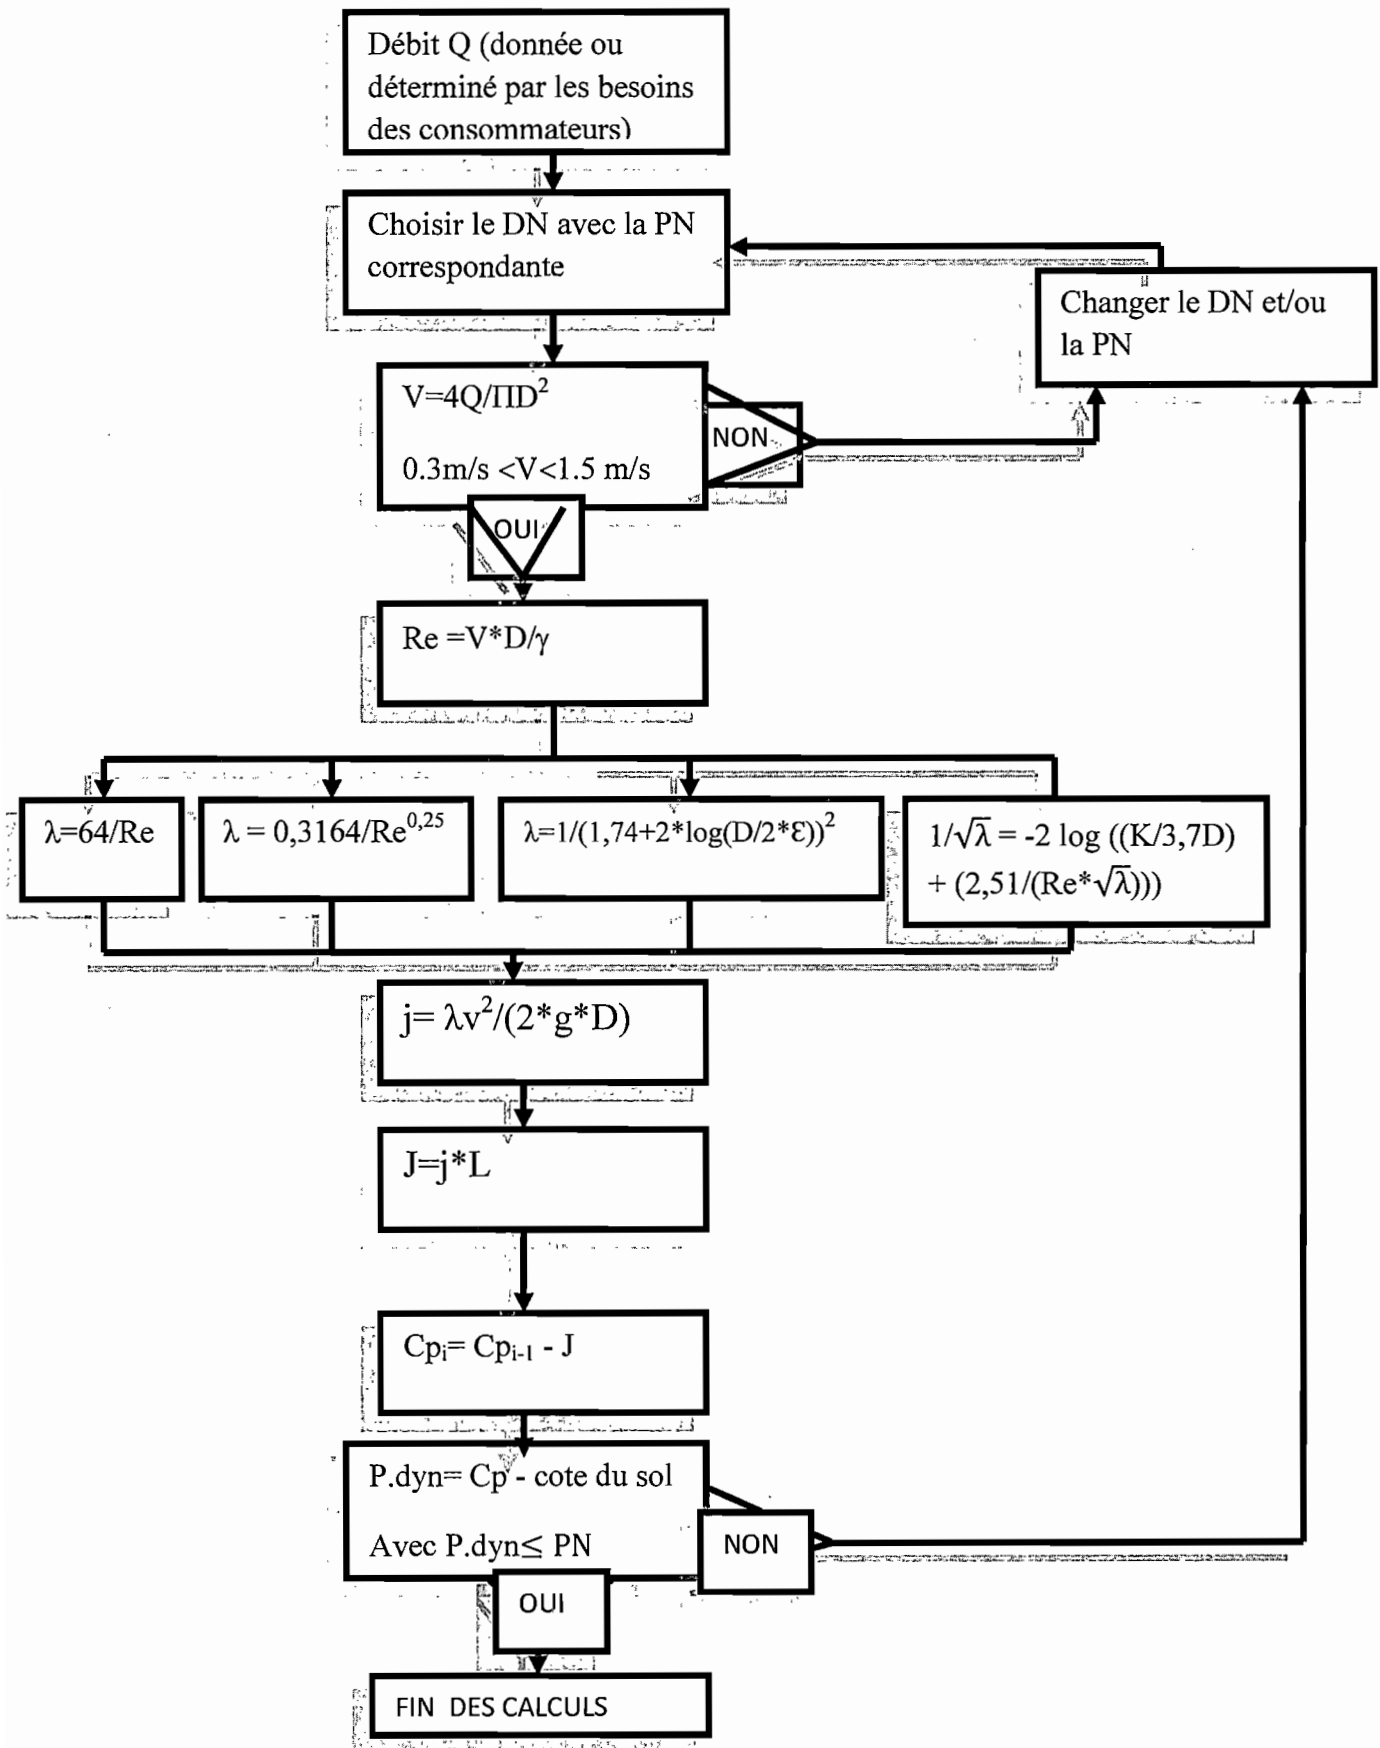 Débit Q (donnée ou
déterminé par les besoins
des consommateurs)
Choisir le DN avec la PN
correspondante
Changer le DN et/ou
la PN
V=4Q/ΠD²
NON
0.3m/s <V<1.5 m/s
OUI
Re =V*D/γ
λ=64/Re
λ = 0,3164/Re^0,25
λ=1/(1,74+2*log(D/2*Ɛ))²
1/√λ = -2 log ((K/3,7D)
+ (2,51/(Re*√λ)))
j= λv²/(2*g*D)
J=j*L
Cpᵢ= Cpᵢ₋₁ - J
P.dyn= Cp - cote du sol
Avec P.dyn≤ PN
NON
OUI
FIN DES CALCULS